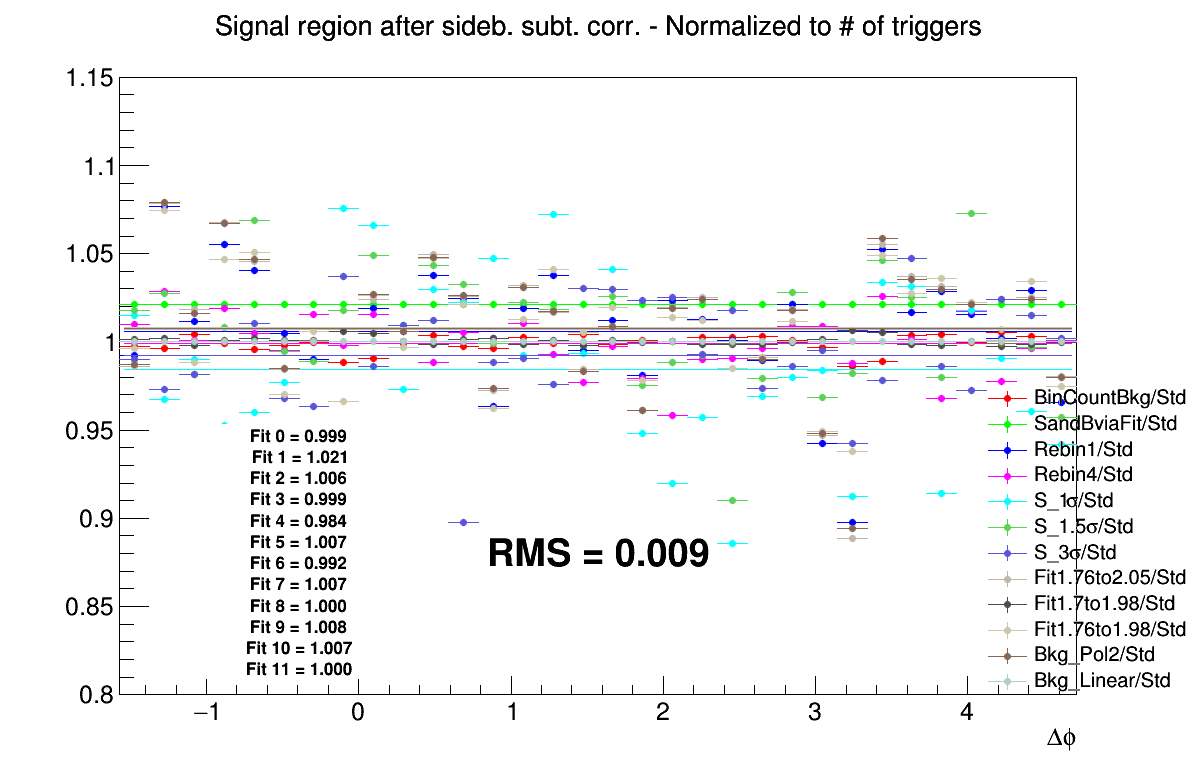 Signal region after sideb. subt. corr. - Normalized to # of triggers
1.15
1.1
1.05
1
0.95
0.9
0.85
0.8
Fit 0 = 0.999
Fit 1 = 1.021
Fit 2 = 1.006
Fit 3 = 0.999
Fit 4 = 0.984
Fit 5 = 1.007
Fit 6 = 0.992
Fit 7 = 1.007
Fit 8 = 1.000
Fit 9 = 1.008
Fit 10 = 1.007
Fit 11 = 1.000
RMS = 0.009
BinCountBkg/Std
SandBviaFit/Std
Rebin1/Std
Rebin4/Std
S_1σ/Std
S_1.5σ/Std
S_3σ/Std
Fit1.76to2.05/Std
Fit1.7to1.98/Std
Fit1.76to1.98/Std
Bkg_Pol2/Std
Bkg_Linear/Std
−1 0 1 2 3 4
Δϕ